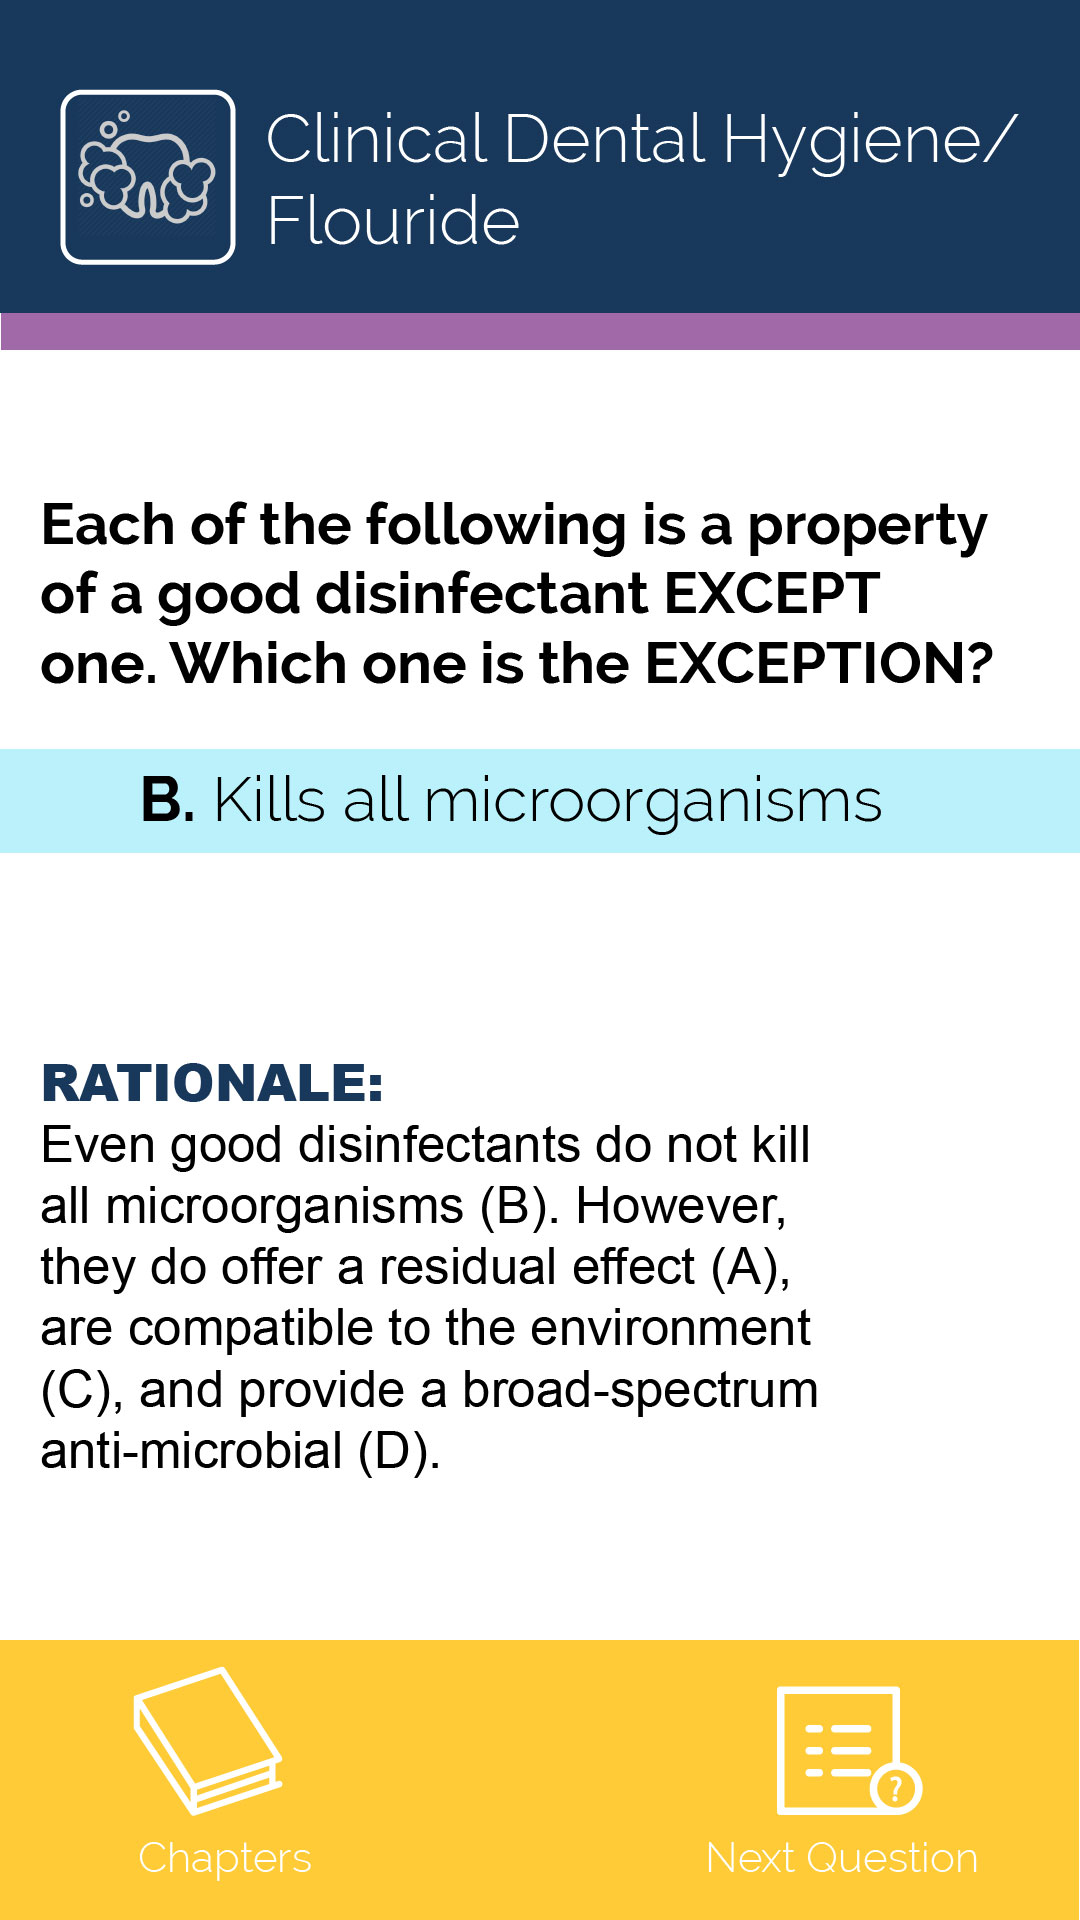 Clinical Dental Hygiene/
Flouride
Each of the following is a property
of a good disinfectant EXCEPT
one. Which one is the EXCEPTION?
B. Kills all microorganisms
RATIONALE:
Even good disinfectants do not kill
all microorganisms (B). However,
they do offer a residual effect (A),
are compatible to the environment
(C), and provide a broad-spectrum
anti-microbial (D).
?
Chapters
Next Question